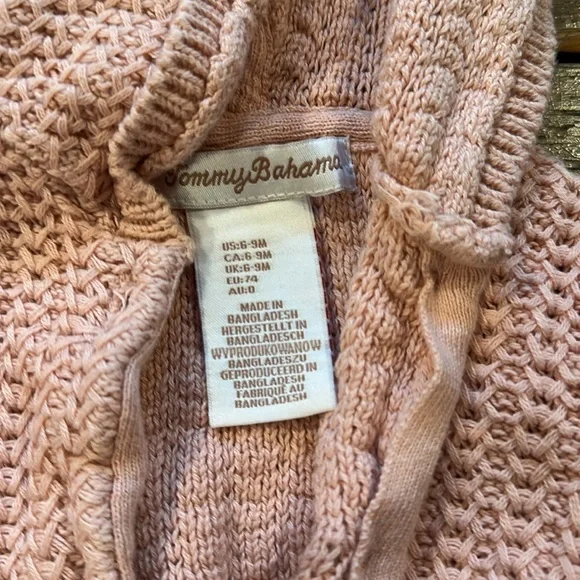 Tommy Bahama
US:6-9M
CA:6-9M
UK:6-9M
EU:74
AU:0
MADE IN
BANGLADESH
HERGESTELLT IN
BANGLADESCH
WYPRODUKOWANOW
BANGLADESZU
GEPRODUCEERD IN
BANGLADESH
FABRIQUÉ AU
BANGLADESH